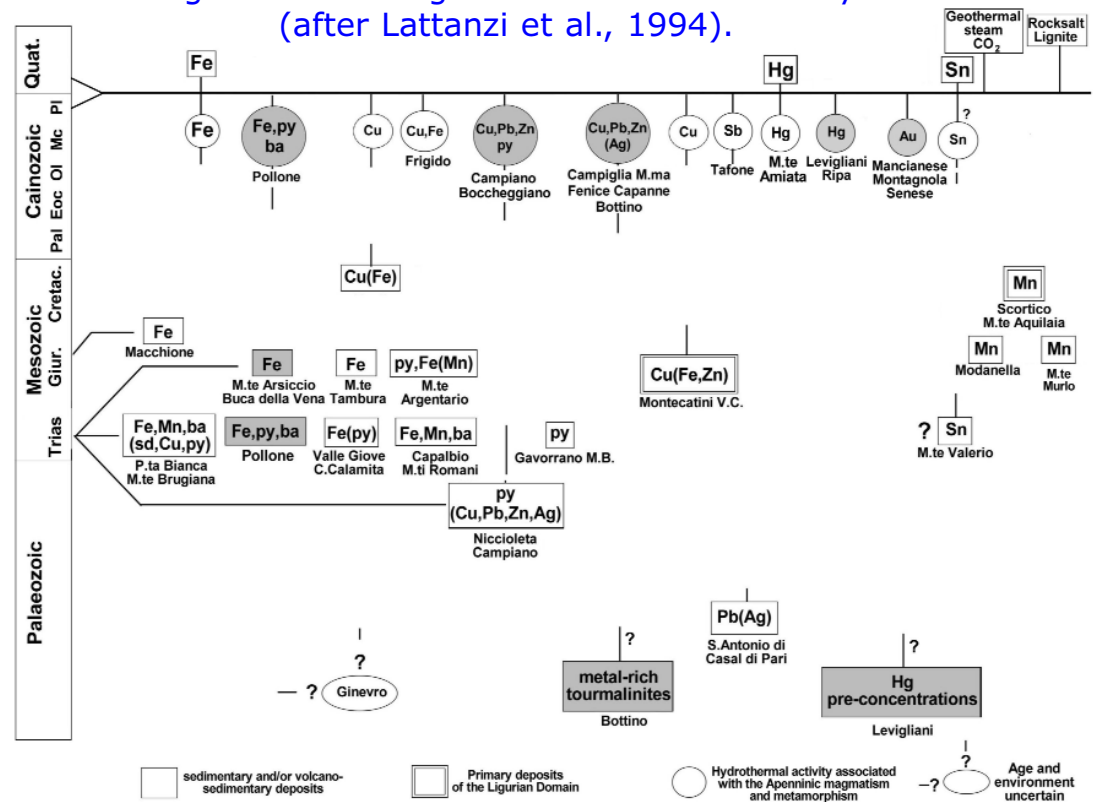 (after Lattanzi et al., 1994).
Geothermal
steam
CO2
Rocksalt
Lignite
Quat.
Fe
Hg
Sn
Cainozoic
Pal Eoc Ol Mc Pl
Fe
Fe,py
ba
Pollone
Cu
Cu,Fe
Frigido
Cu,Pb,Zn
py
Campiano
Boccheggiano
Cu,Pb,Zn
(Ag)
Campiglia M.ma
Fenice Capanne
Bottino
Cu
Sb
Tafone
Hg
M.te
Amiata
Hg
Levigliani
Ripa
Au
Mancianese
Montagnola
Senese
?
Sn
Mesozoic
Trias Giur. Cretac.
Cu(Fe)
Mn
Scortico
M.te Aquilaia
Fe
Macchione
Fe
M.te Arsiccio
Buca della Vena
Fe
M.te
Tambura
py,Fe(Mn)
M.te
Argentario
Cu(Fe,Zn)
Montecatini V.C.
Mn
Modanella
Mn
M.te
Murlo
Fe,Mn,ba
(sd,Cu,py)
P.ta Bianca
M.te Brugiana
Fe,py,ba
Pollone
Fe(py)
Valle Giove
C.Calamita
Fe,Mn,ba
Capalbio
M.ti Romani
py
Gavorrano M.B.
? Sn
M.te Valerio
Palaeozoic
py
(Cu,Pb,Zn,Ag)
Niccioleta
Campiano
Pb(Ag)
S.Antonio di
Casal di Pari
?
? Ginevro
?
metal-rich
tourmalinites
Bottino
?
Hg
pre-concentrations
Levigliani
sedimentary and/or volcano-
sedimentary deposits
Primary deposits
of the Ligurian Domain
Hydrothermal activity associated
with the Apenninic magmatism
and metamorphism
?
–?
Age and
environment
uncertain